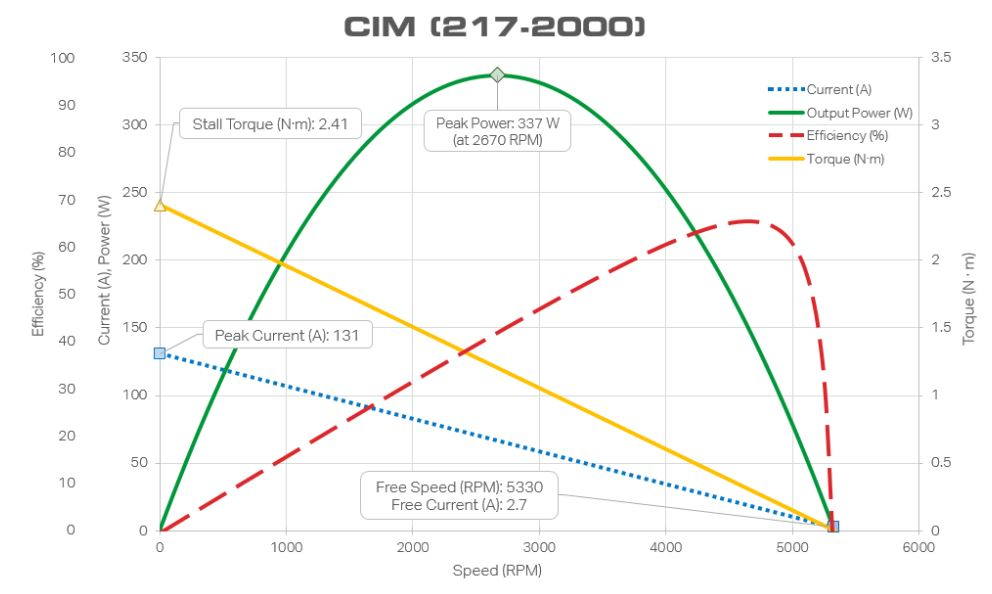 CIM (217-2000)
100
90
80
70
60
50
40
30
20
10
0
Efficiency (%)
350
300
250
200
150
100
50
0
Current (A), Power (W)
Stall Torque (N·m): 2.41
Peak Power: 337 W
(at 2670 RPM)
Peak Current (A): 131
Free Speed (RPM): 5330
Free Current (A): 2.7
Current (A)
Output Power (W)
Efficiency (%)
Torque (N·m)
3.5
3
2.5
2
1.5
1
0.5
0
Torque (N · m)
0 1000 2000 3000 4000 5000 6000
Speed (RPM)